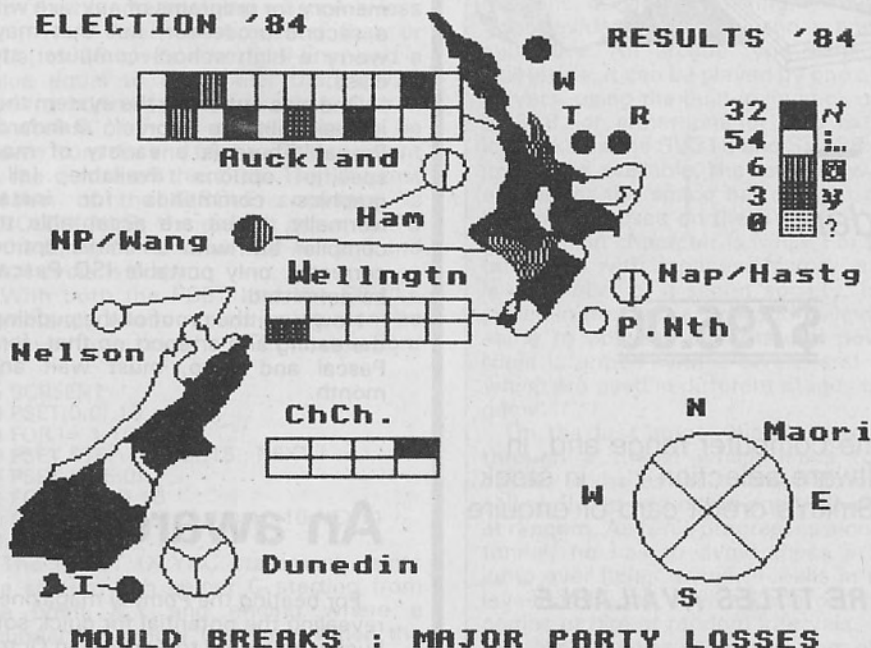 ELECTION '84
RESULTS '84
W
T R
32
54
6
3
0 ?
Auckland
Ham
NP/Wang
Welingtn
Nap/Hastg
P.Nth
Nelson
ChCh.
N
Maori
W E
S
Dunedin
I.
MOULD BREAKS : MAJOR PARTY LOSSES